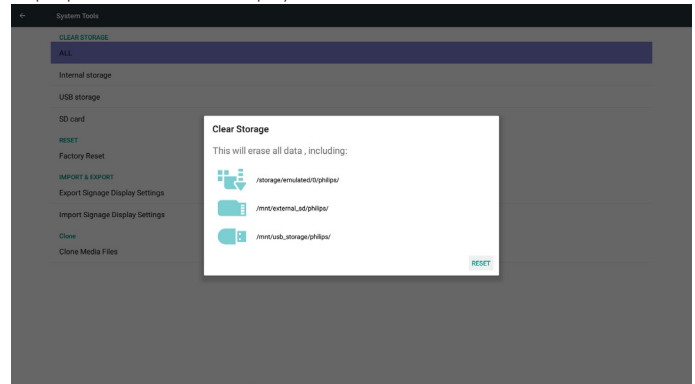 System Tools
CLEAR STORAGE
ALL
Internal storage
USB storage
SD card
RESET
Factory Reset
IMPORT & EXPORT
Export Signage Display Settings
Import Signage Display Settings
Clone
Clone Media Files
Clear Storage
This will erase all data , including:
/storage/emulated/0/philips/
/mnt/external_sd/philips/
/mnt/usb_storage/philips/
RESET